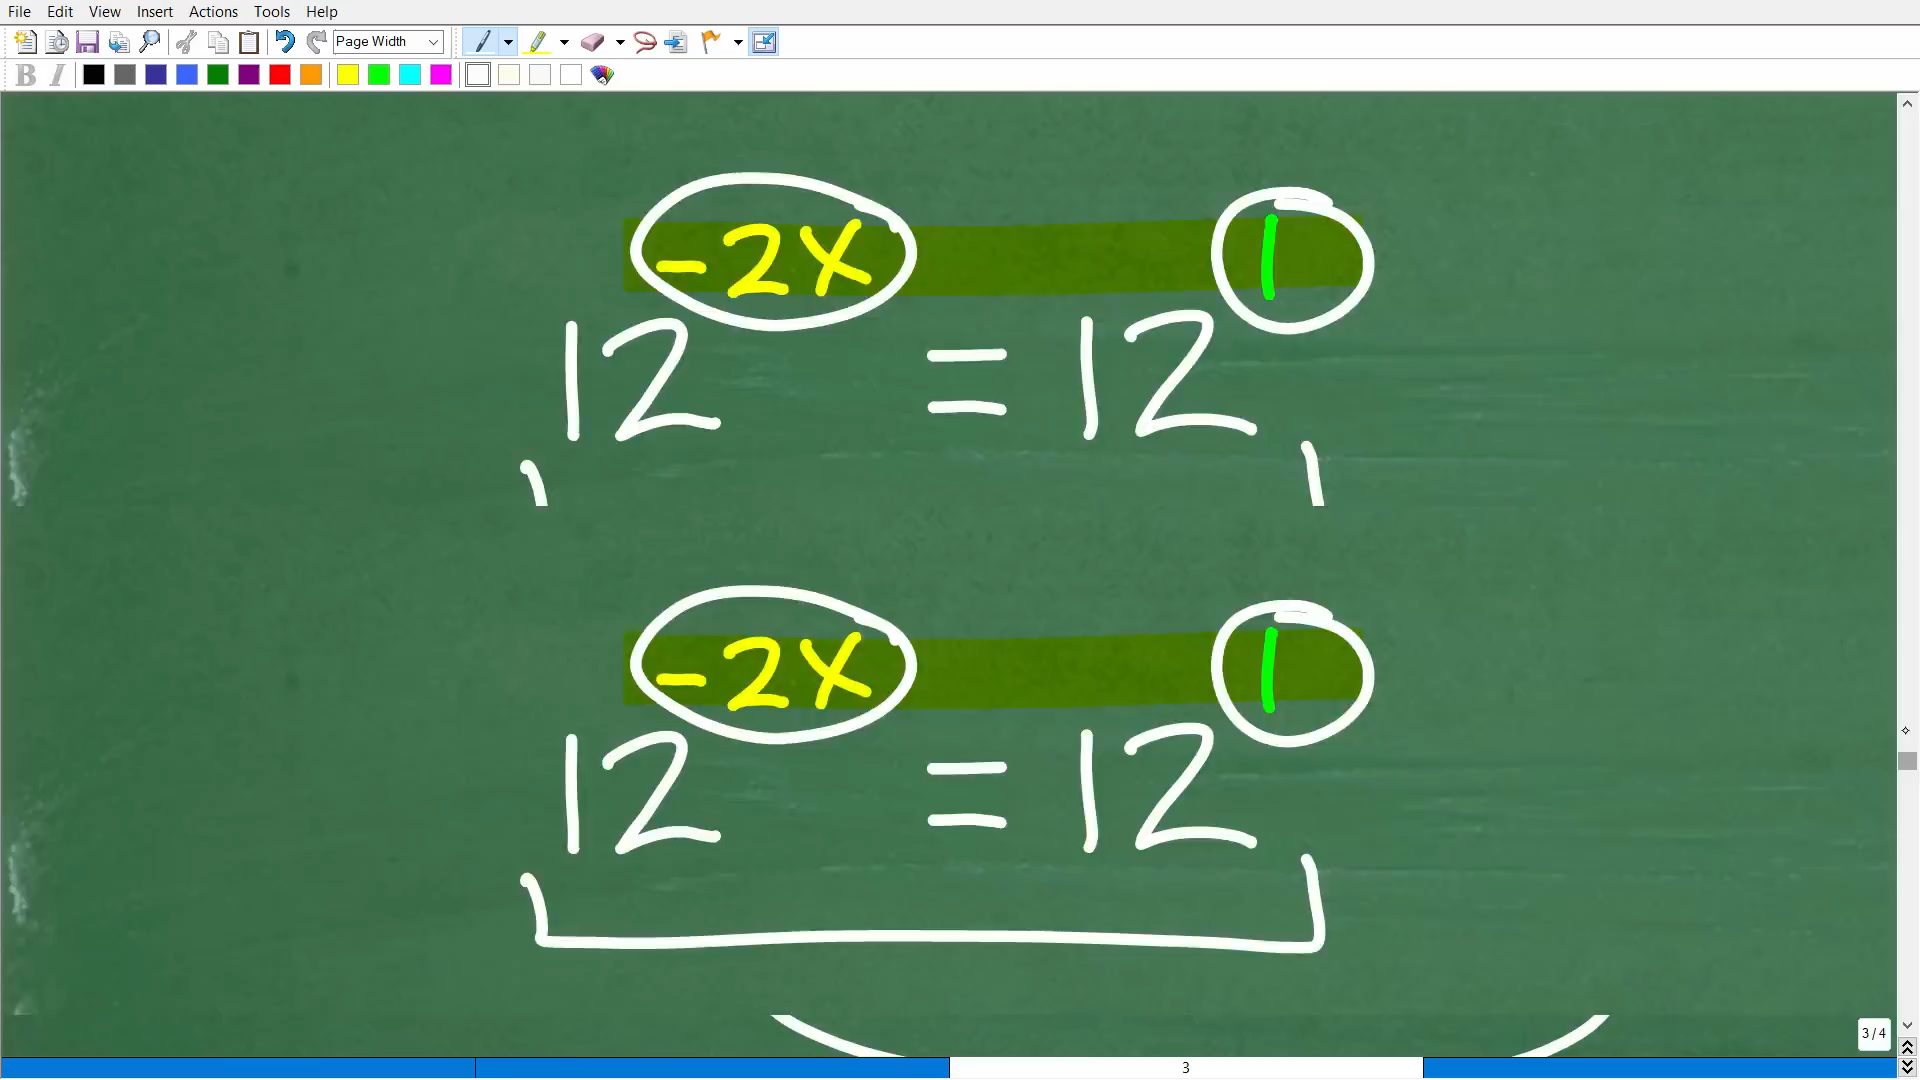 File Edit View Insert Actions Tools Help
Page Width
B I
-2x 1
12 = 12
-2x 1
12 = 12
3 / 4
3